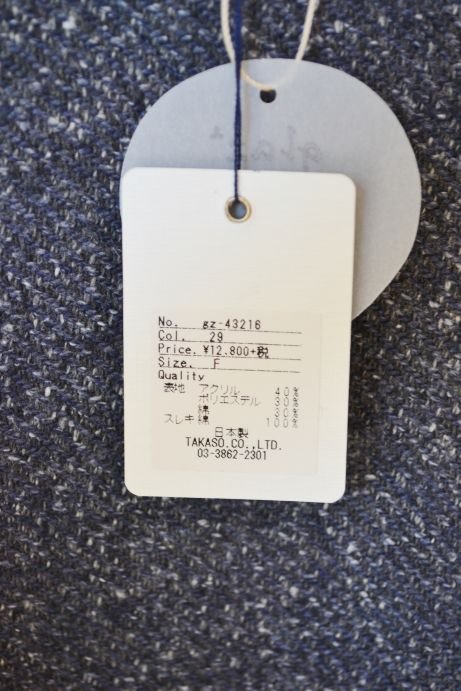 No. gz-43216
Col. 29
Price. ¥12,800+税
Size. F
Quality
表地 アクリル 40%
ポリエステル 30%
綿 30%
スレキ 綿 100%
日本製
TAKASO.CO.,LTD.
03-3862-2301